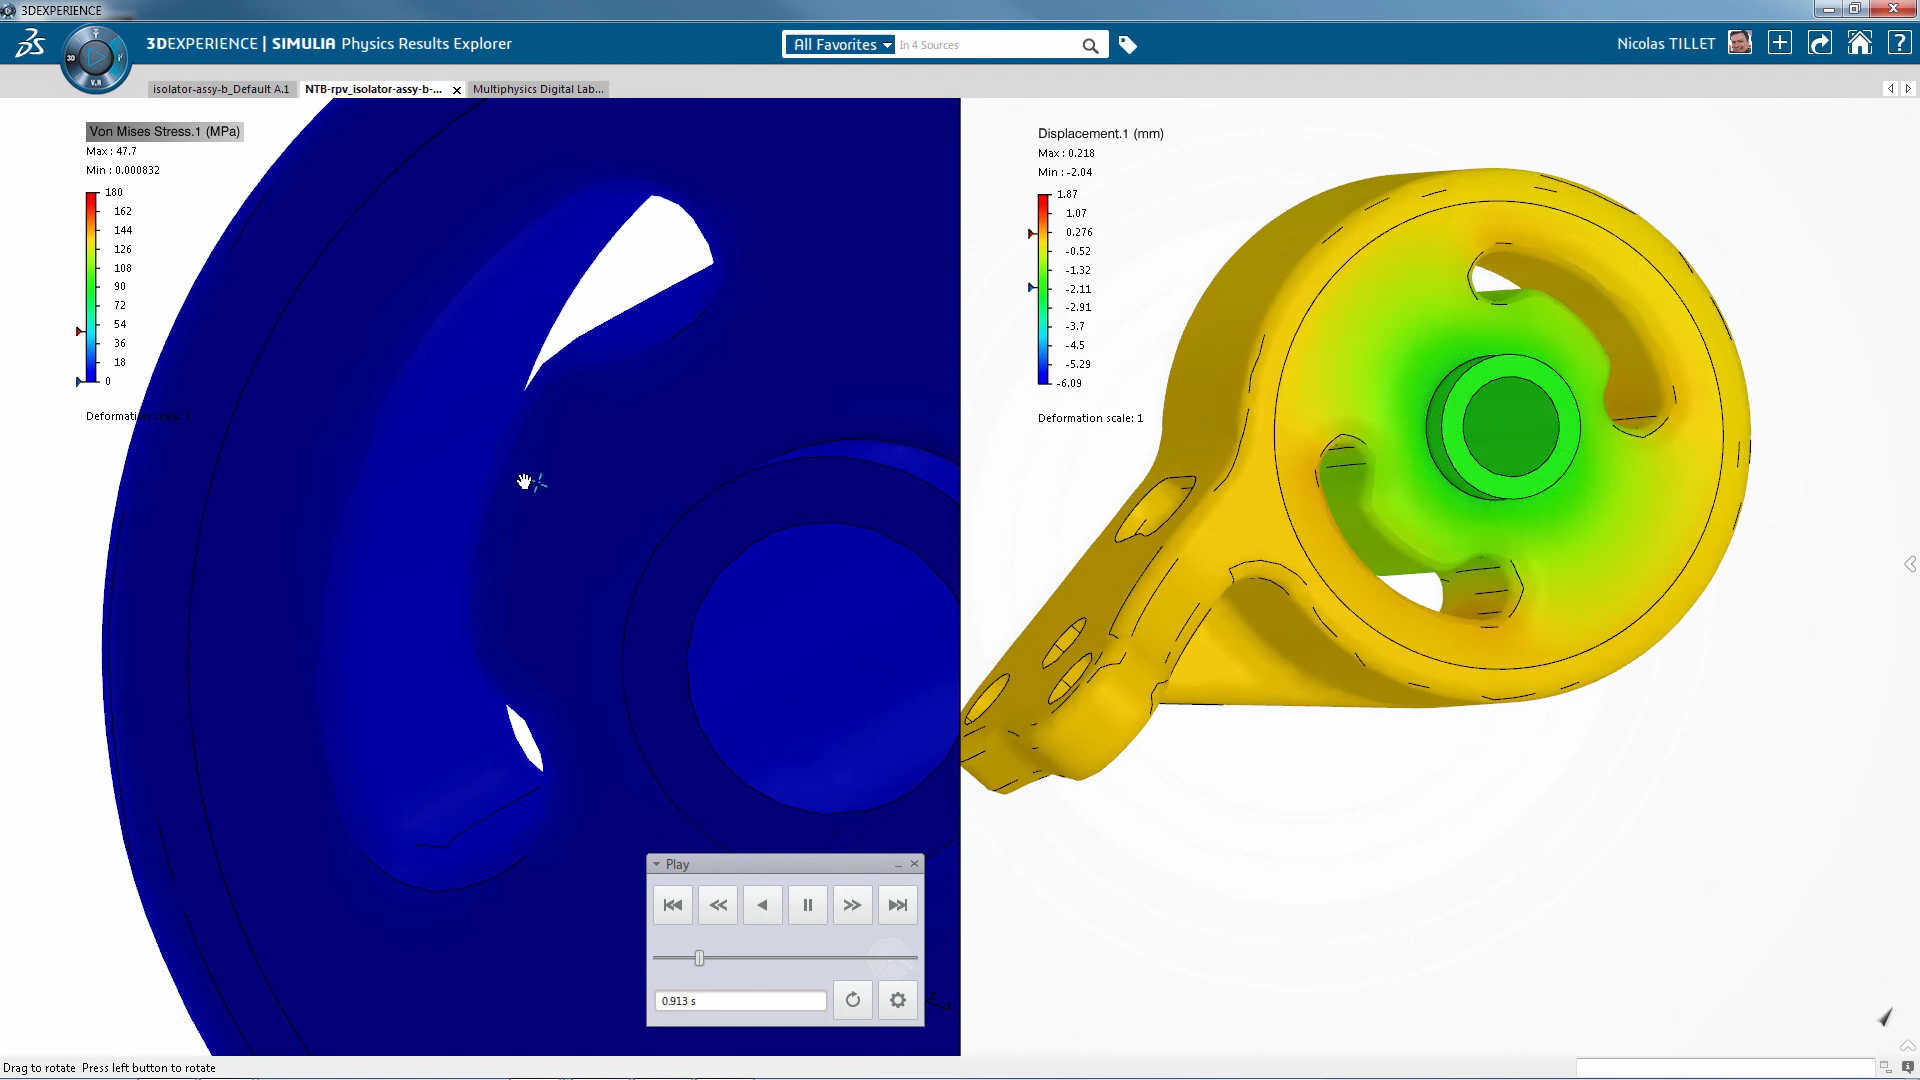 3DEXPERIENCE
3DEXPERIENCE | SIMULIA Physics Results Explorer
All Favorites
In 4 Sources
Nicolas TILLET
3D
i²
V.R
isolator-assy-b_Default A.1
NTB-rpv_isolator-assy-b-...
Multiphysics Digital Lab...
Von Mises Stress.1 (MPa)
Max : 47.7
Min : 0.000832
180
162
144
126
108
90
72
54
36
18
0
Deformation scale: 1
Displacement.1 (mm)
Max : 0.218
Min : -2.04
1.87
1.07
0.276
-0.52
-1.32
-2.11
-2.91
-3.7
-4.5
-5.29
-6.09
Deformation scale: 1
Play
0.913 s
Drag to rotate Press left button to rotate